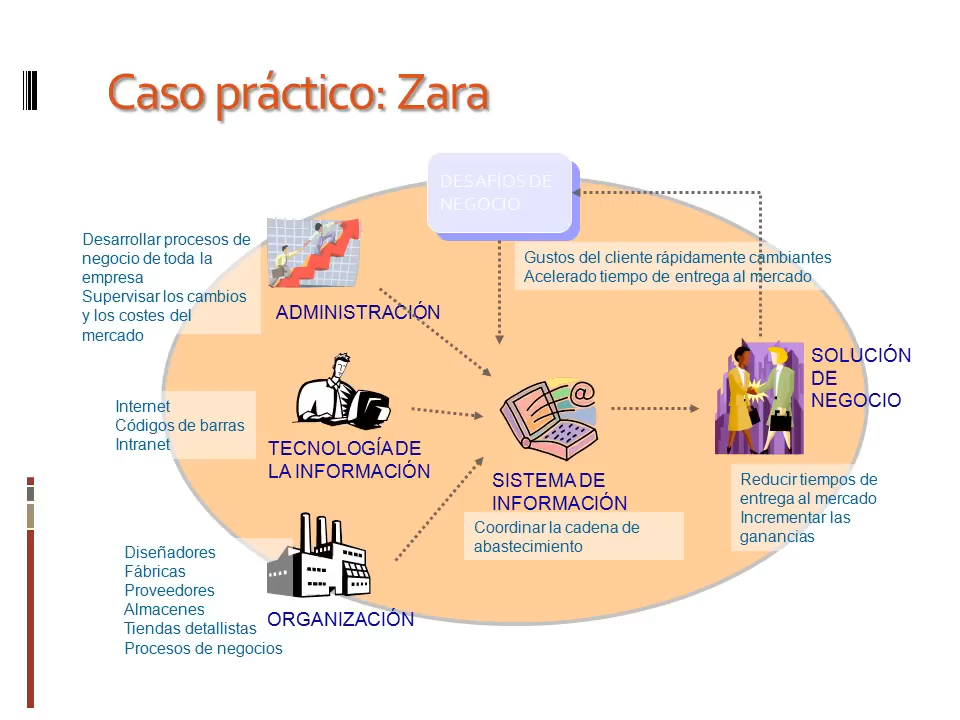 Caso práctico: Zara
DESAFÍOS DE
NEGOCIO
Gustos del cliente rápidamente cambiantes
Acelerado tiempo de entrega al mercado
Desarrollar procesos de
negocio de toda la
empresa
Supervisar los cambios
y los costes del
mercado
ADMINISTRACIÓN
Internet
Códigos de barras
Intranet
TECNOLOGÍA DE
LA INFORMACIÓN
@
SISTEMA DE
INFORMACIÓN
Coordinar la cadena de
abastecimiento
SOLUCIÓN
DE
NEGOCIO
Reducir tiempos de
entrega al mercado
Incrementar las
ganancias
Diseñadores
Fábricas
Proveedores
Almacenes
Tiendas detallistas
Procesos de negocios
ORGANIZACIÓN